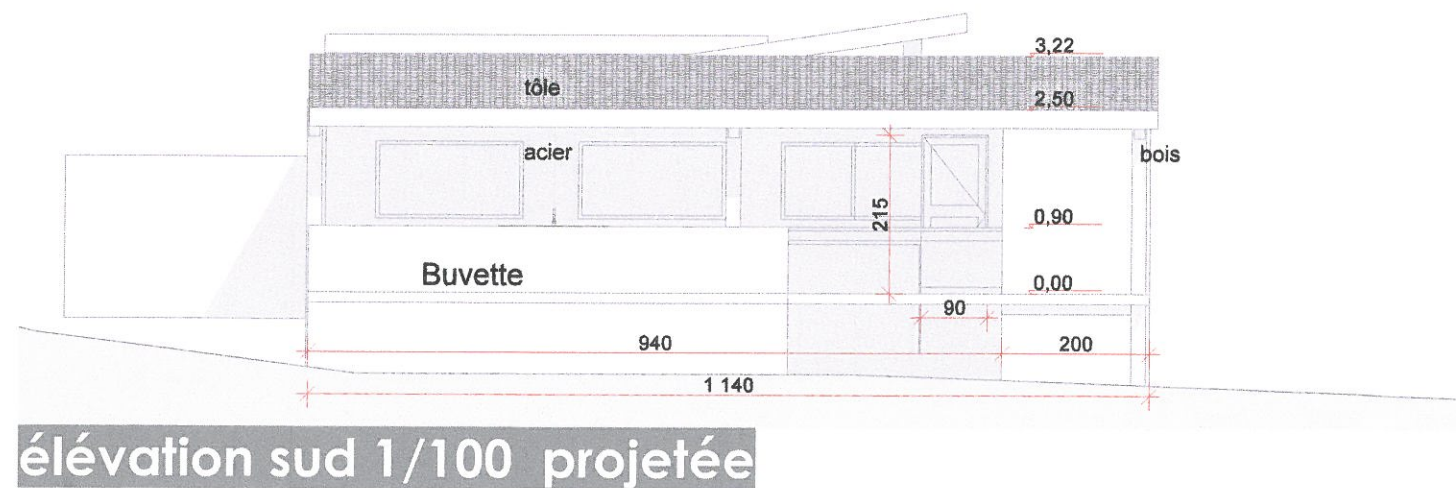 3,22
tôle
2,50
acier
bois
215
0,90
Buvette
0,00
90
940
200
1 140
élévation sud 1/100 projetée